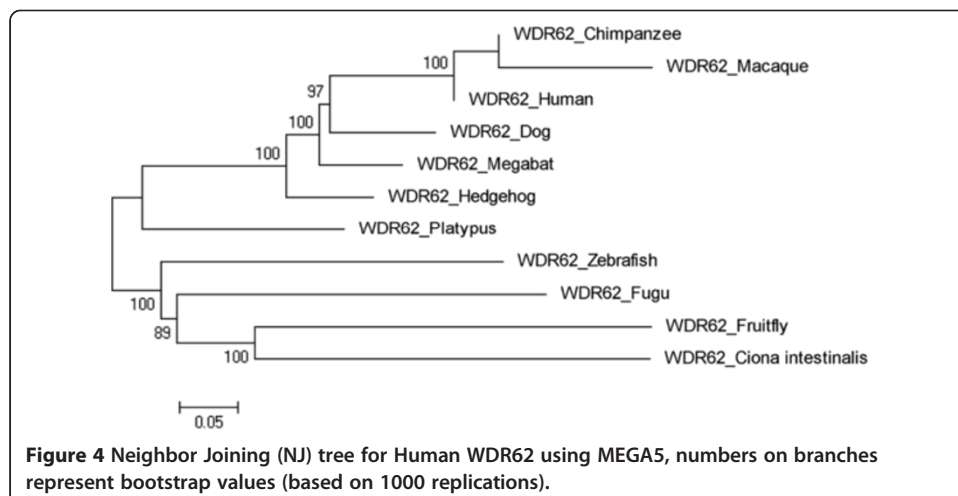 WDR62_Chimpanzee
100
WDR62_Macaque
97
WDR62_Human
100
WDR62_Dog
100
WDR62_Megabat
WDR62_Hedgehog
WDR62_Platypus
WDR62_Zebrafish
100
WDR62_Fugu
89
WDR62_Fruitfly
100
WDR62_Ciona intestinalis
0.05
Figure 4 Neighbor Joining (NJ) tree for Human WDR62 using MEGA5, numbers on branches
represent bootstrap values (based on 1000 replications).